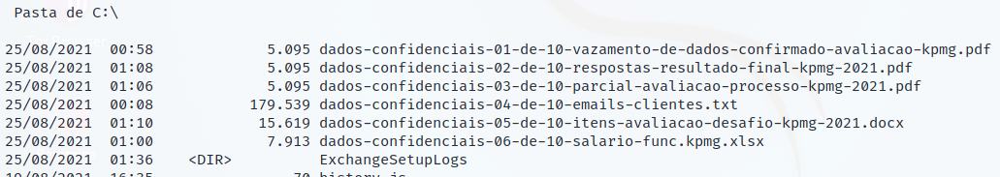 Pasta de C:\
25/08/2021  00:58             5.095 dados-confidenciais-01-de-10-vazamento-de-dados-confirmado-avaliacao-kpmg.pdf
25/08/2021  01:08             5.095 dados-confidenciais-02-de-10-respostas-resultado-final-kpmg-2021.pdf
25/08/2021  01:06             5.095 dados-confidenciais-03-de-10-parcial-avaliacao-processo-kpmg-2021.pdf
25/08/2021  00:08           179.539 dados-confidenciais-04-de-10-emails-clientes.txt
25/08/2021  01:10            15.619 dados-confidenciais-05-de-10-itens-avaliacao-desafio-kpmg-2021.docx
25/08/2021  01:00             7.913 dados-confidenciais-06-de-10-salario-func.kpmg.xlsx
25/08/2021  01:36    <DIR>          ExchangeSetupLogs